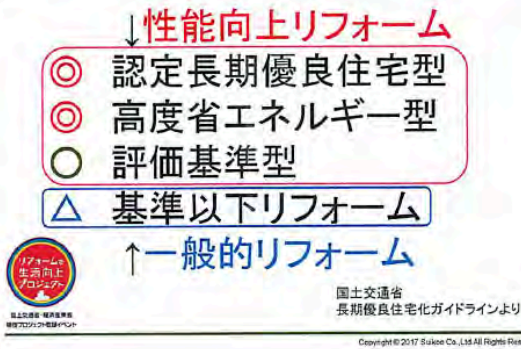 ↓性能向上リフォーム
◎ 認定長期優良住宅型
◎ 高度省エネルギー型
○ 評価基準型
△ 基準以下リフォーム
↑一般的リフォーム
リフォームで
生活向上
プロジェクト
国土交通省
長期優良住宅化ガイドラインより
Copyright © 2017 Suikoo Co.,Ltd All Rights Res